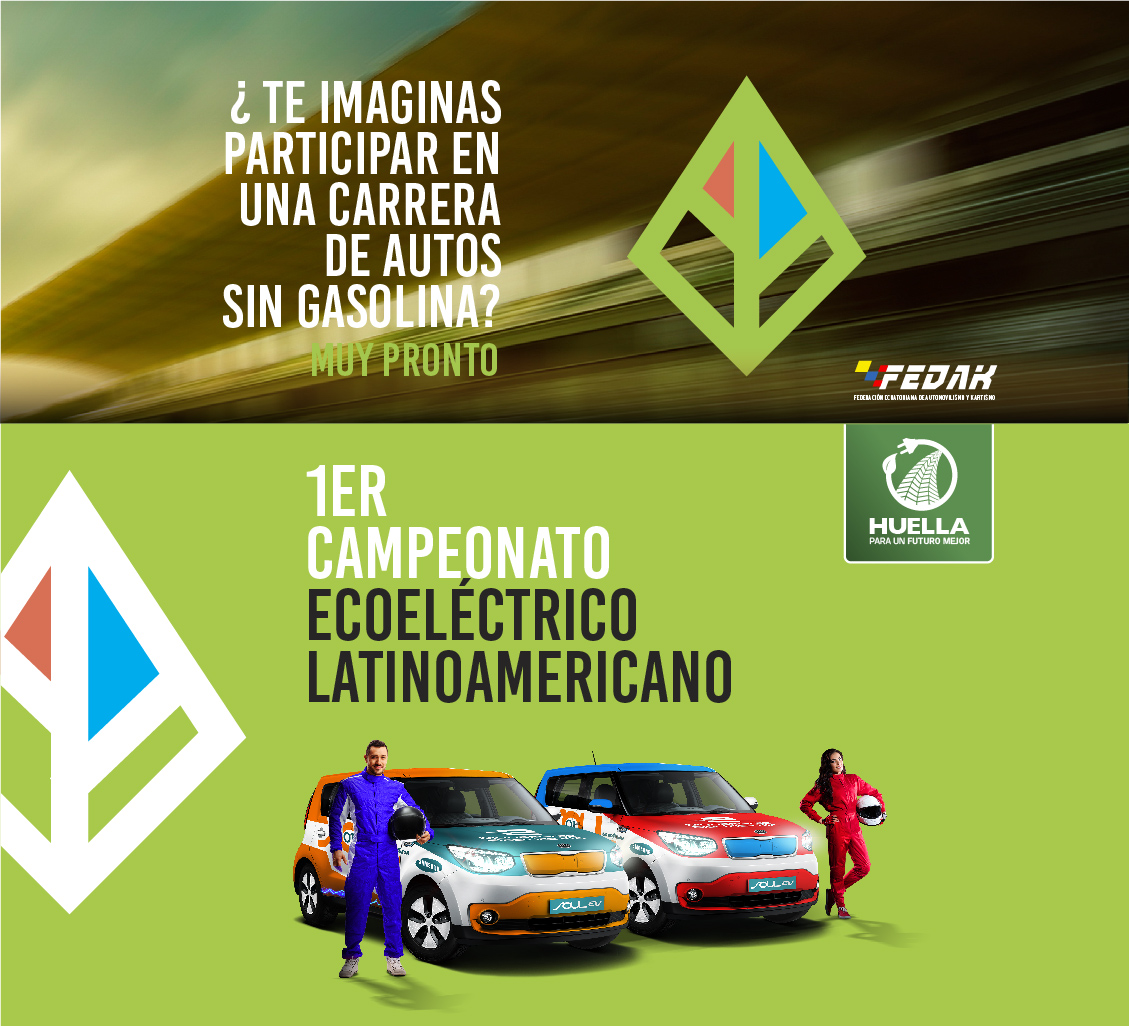 ¿ TE IMAGINAS
PARTICIPAR EN
UNA CARRERA
DE AUTOS
SIN GASOLINA?
MUY PRONTO
FEDAK
FEDERACIÓN ECUATORIANA DE AUTOMOVILISMO Y KARTISMO
HUELLA
PARA UN FUTURO MEJOR
1ER
CAMPEONATO
ECOELÉCTRICO
LATINOAMERICANO
SOUL EV
SOUL EV